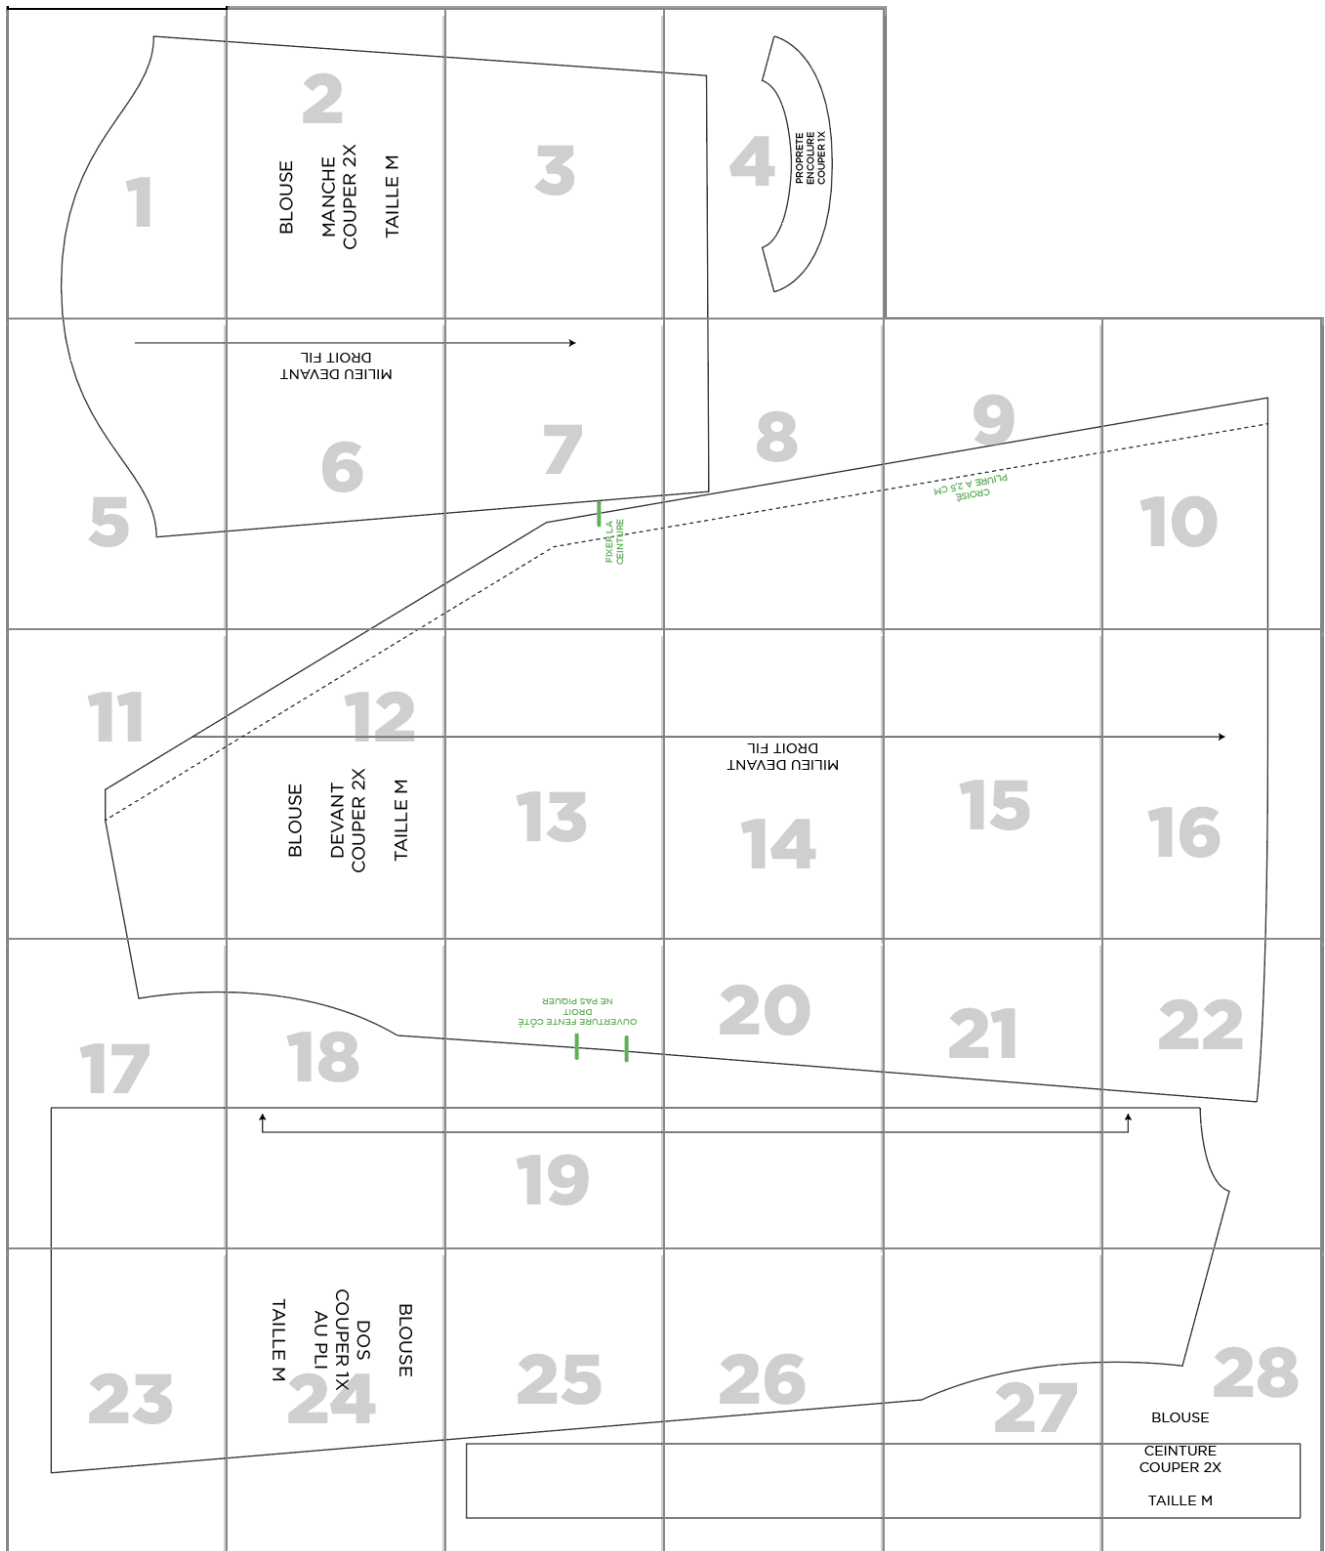 1
2
BLOUSE
MANCHE
COUPER 2X
TAILLE M
3
4
PROPRETE
ENCOLURE
COUPER 1X
MILIEU DEVANT
DROIT FIL
5
6
7
8
9
10
FIXER LA
CEINTURE
CROISÉ
PLIURE A 2,5 CM
11
12
BLOUSE
DEVANT
COUPER 2X
TAILLE M
13
MILIEU DEVANT
DROIT FIL
14
15
16
17
18
OUVERTURE FENTE CÔTÉ
DROIT
NE PAS PIQUER
20
21
22
19
23
BLOUSE
DOS
COUPER 1X
AU PLI
TAILLE M
24
25
26
27
28
BLOUSE
CEINTURE
COUPER 2X
TAILLE M